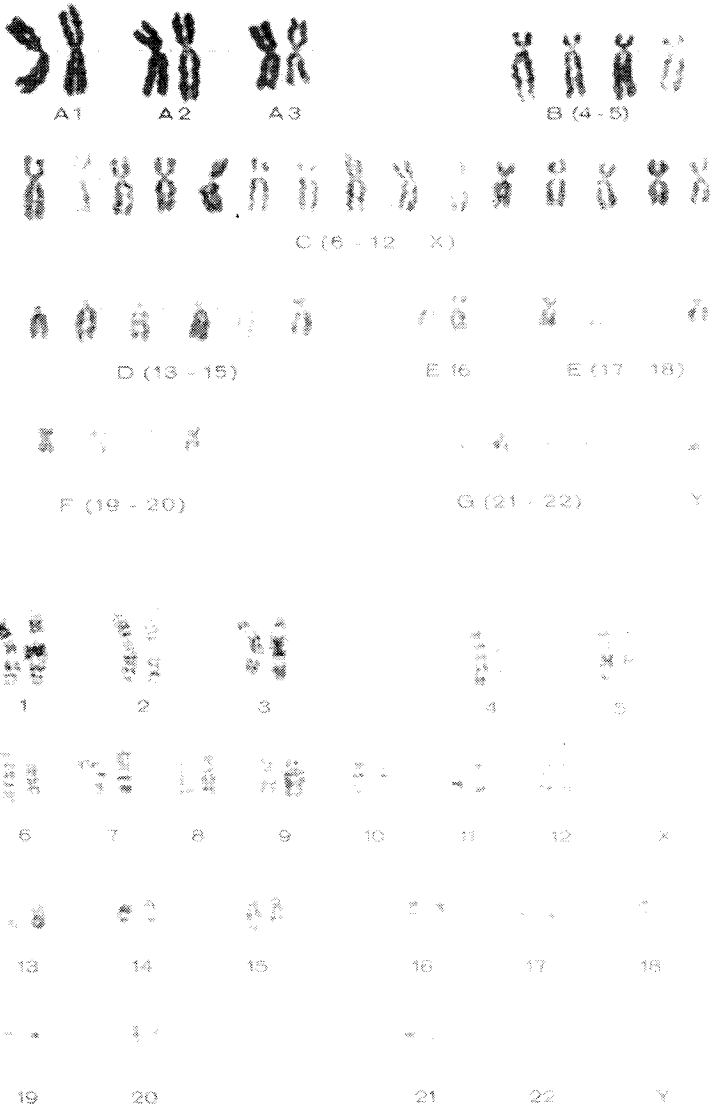 A1 A2 A3 B (4-5)
C (6 - 12 X)
D (13 - 15) E 16 E (17 18)
F (19 - 20) G (21 - 22) Y
1 2 3 4 5
6 7 8 9 10 11 12 X
13 14 15 16 17 18
19 20 21 22 Y